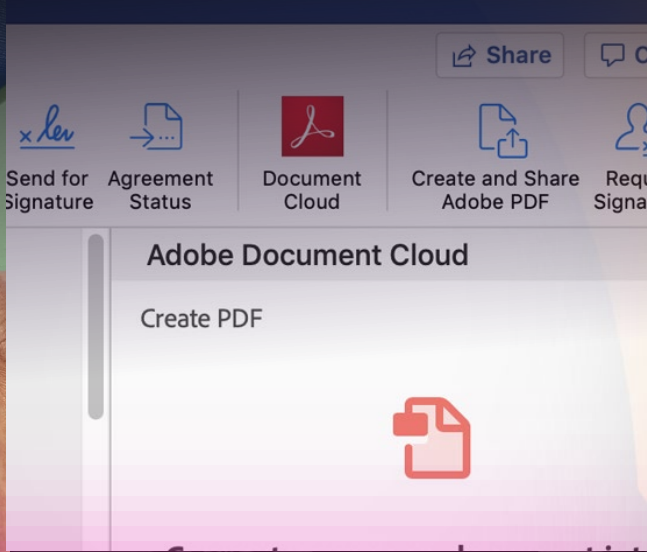 Share
Send for Signature
Agreement Status
Document Cloud
Create and Share Adobe PDF
Adobe Document Cloud
Create PDF